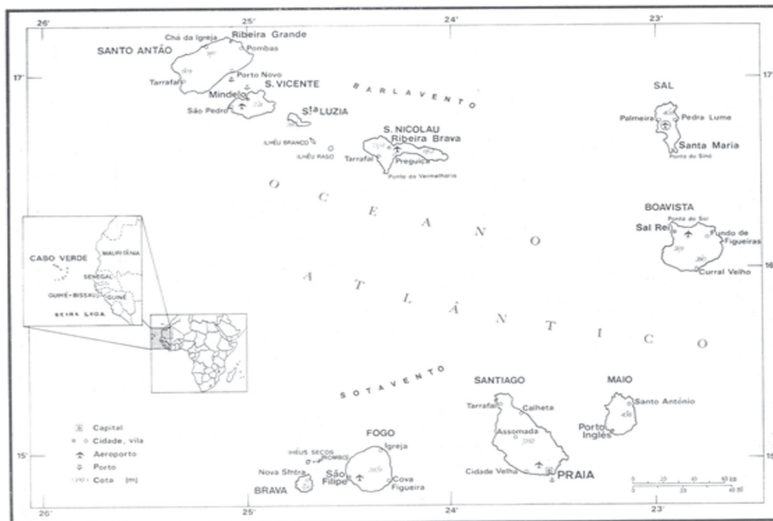 26'
25'
24'
23'
17'
17'
Chã da Igreja
Ribeira Grande
SANTO ANTÃO
Pombas
Tarrafal
Porto Novo
S. VICENTE
Mindelo
São Pedro
Sta LUZIA
ILHÉU BRANCO
ILHÉU RASO
BARLAVENTO
S. NICOLAU
Ribeira Brava
Tarrafal
Preguiça
Ponta do Vermelharia
SAL
Palmeira
Pedra Lume
Santa Maria
Ponta do Sinó
OCEANO
ATLÂNTICO
BOAVISTA
Ponta do Sol
Sal Rei
Fundo de
Figueiras
Curral Velho
16'
CABO VERDE
MAURITÂNIA
SENEGAL
GUINÉ-BISSAU
GUINÉ
SOTAVENTO
SANTIAGO
Tarrafal
Calheta
Assomada
Cidade Velha
PRAIA
MAIO
Santo António
Porto
Inglês
FOGO
Igreja
São
Filipe
Cova
Figueira
ILHÉUS SECOS
Nova Sintra
BRAVA
Capital
Cidade, vila
Aeroporto
Porto
Cota (m)
15'
15'
26'
25'
24'
23'